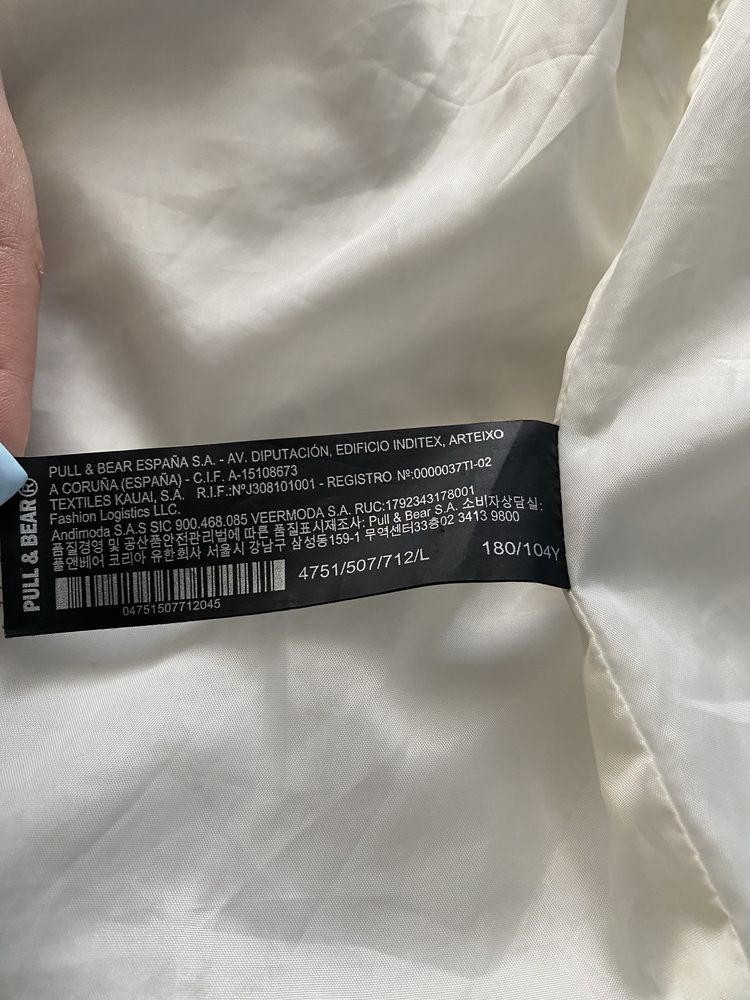 PULL & BEAR®
PULL & BEAR ESPAÑA S.A. - AV. DIPUTACIÓN, EDIFICIO INDITEX, ARTEIXO
A CORUÑA (ESPAÑA) - C.I.F. A-15108673
TEXTILES KAUAI, S.A. R.I.F.:NºJ308101001 - REGISTRO Nº:0000037TI-02
Fashion Logistics LLC.
Andimoda S.A.S SIC 900.468.085 VEERMODA S.A. RUC:1792343178001
품질경영 및 공산품안전관리법에 따른 품질표시제조자: Pull & Bear S.A. 소비자상담실:
풀앤베어 코리아 유한회사 서울시 강남구 삼성동159-1 무역센터33층02 3413 9800
4751/507/712/L 180/104Y
04751507712045